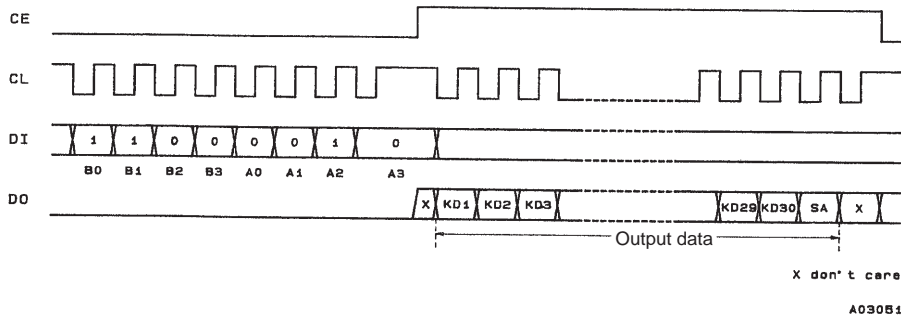 CE
CL
DI 1 1 0 0 0 0 1 0
B0 B1 B2 B3 A0 A1 A2 A3
DO X KD1 KD2 KD3 KD29 KD30 SA X
Output data
X don't care
A03051